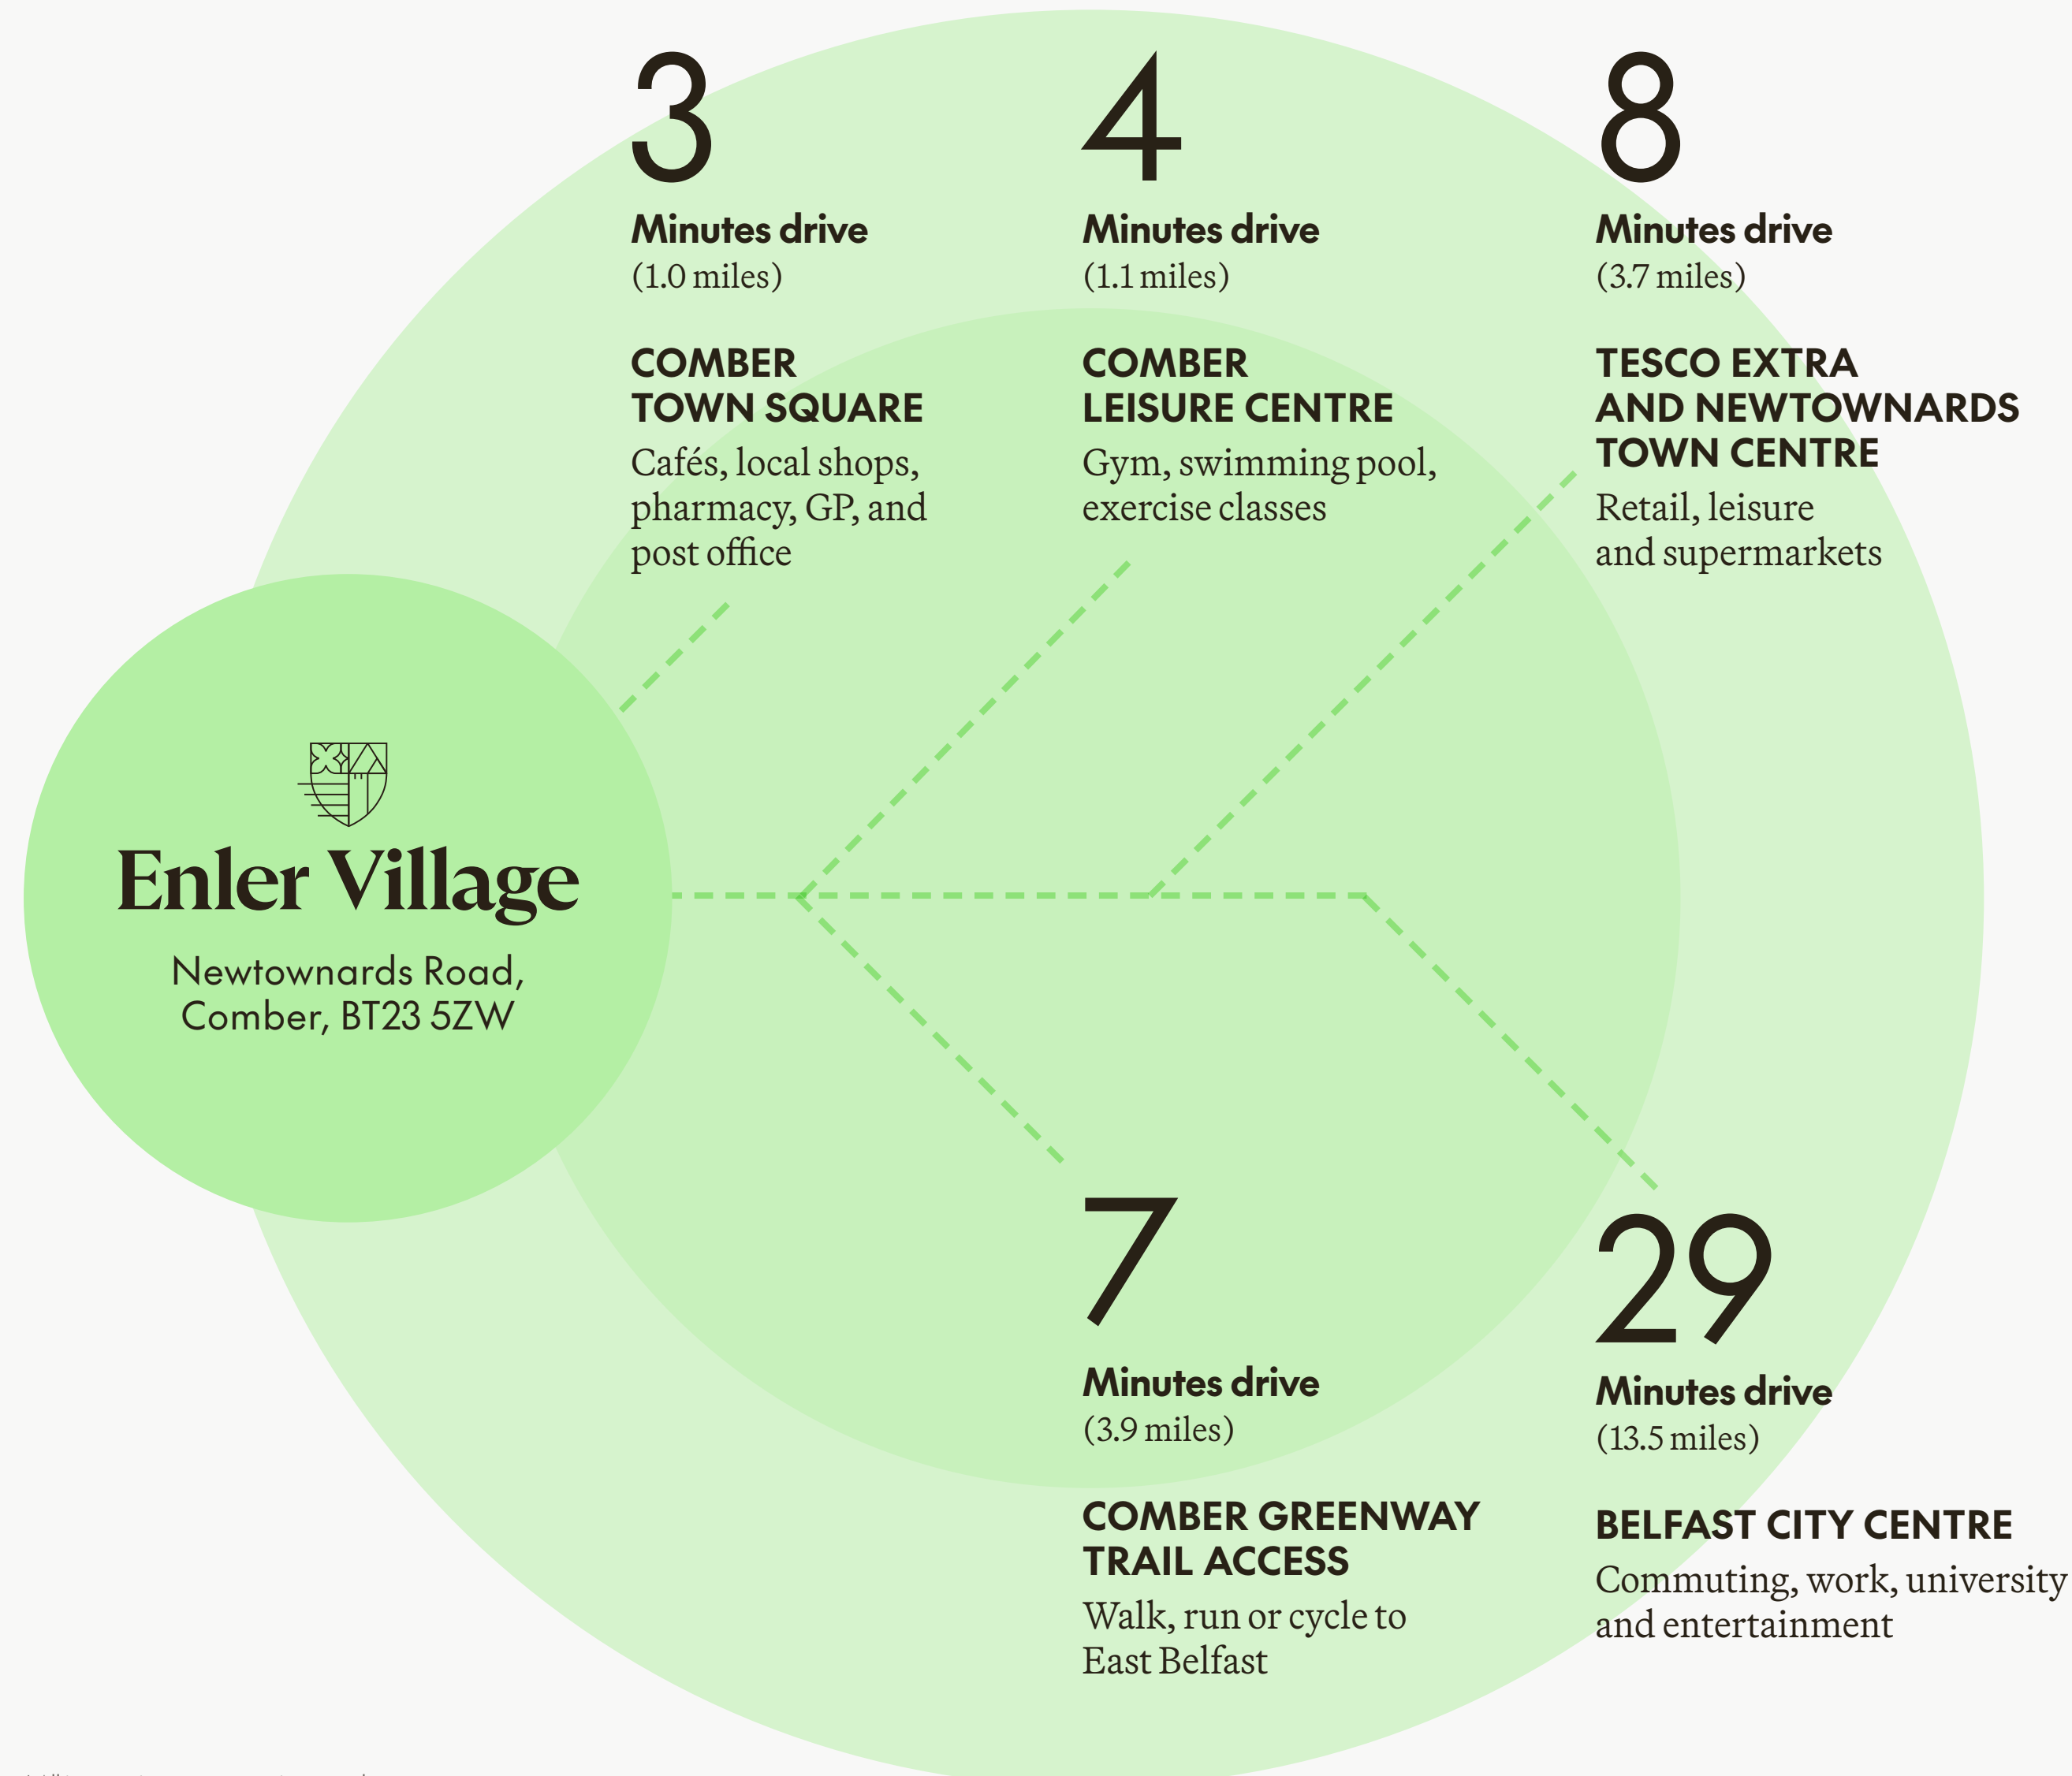 3
Minutes drive
(1.0 miles)
COMBER
TOWN SQUARE
Cafés, local shops,
pharmacy, GP, and
post office
4
Minutes drive
(1.1 miles)
COMBER
LEISURE CENTRE
Gym, swimming pool,
exercise classes
8
Minutes drive
(3.7 miles)
TESCO EXTRA
AND NEWTOWNARDS
TOWN CENTRE
Retail, leisure
and supermarkets
Enler Village
Newtownards Road,
Comber, BT23 5ZW
7
Minutes drive
(3.9 miles)
COMBER GREENWAY
TRAIL ACCESS
Walk, run or cycle to
East Belfast
29
Minutes drive
(13.5 miles)
BELFAST CITY CENTRE
Commuting, work, university
and entertainment